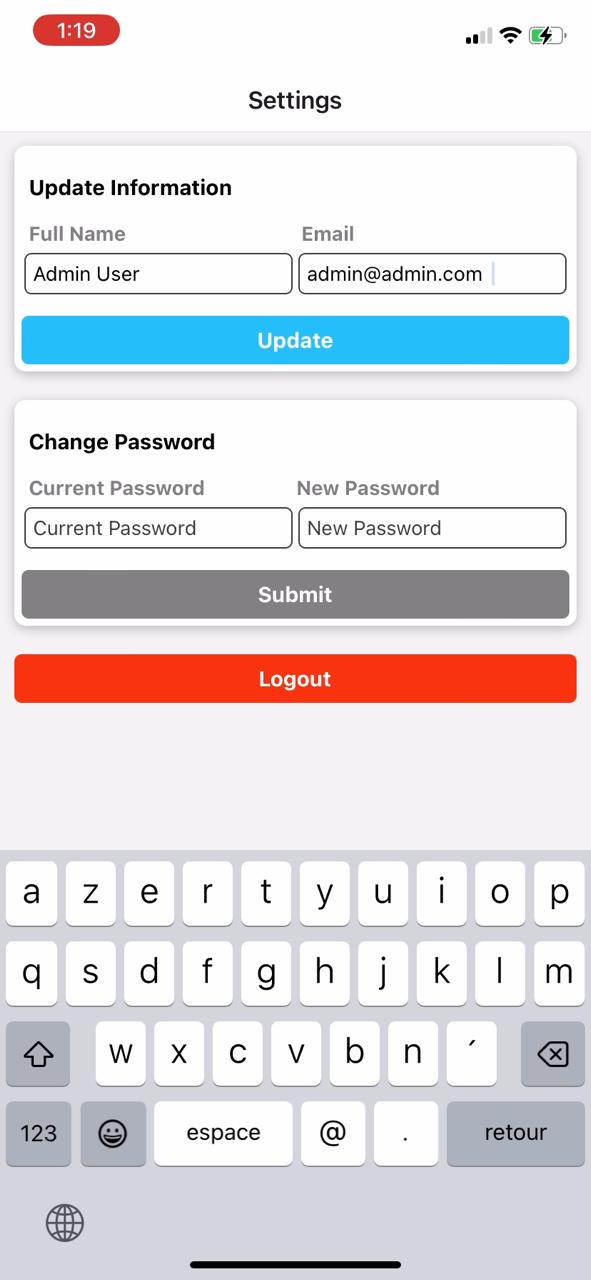 1:19
Settings
Update Information
Full Name Email
Admin User admin@admin.com
Update
Change Password
Current Password New Password
Current Password New Password
Submit
Logout
a z e r t y u i o p
q s d f g h j k l m
w x c v b n ´
123 espace @ . retour